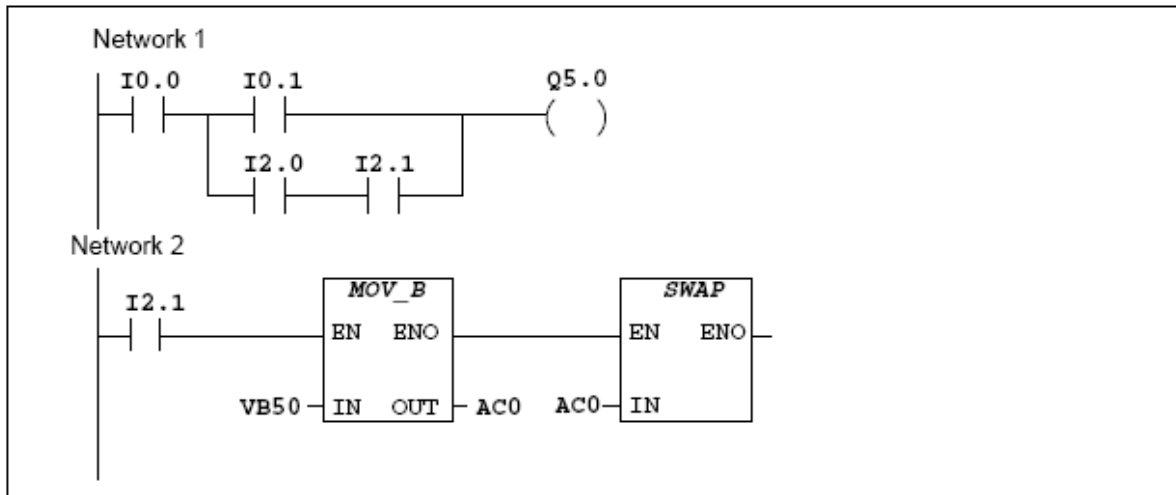 Network 1
I0.0 I0.1 Q5.0
I2.0 I2.1
Network 2
I2.1 MOV_B SWAP
EN ENO EN ENO
VB50 IN OUT AC0 AC0 IN